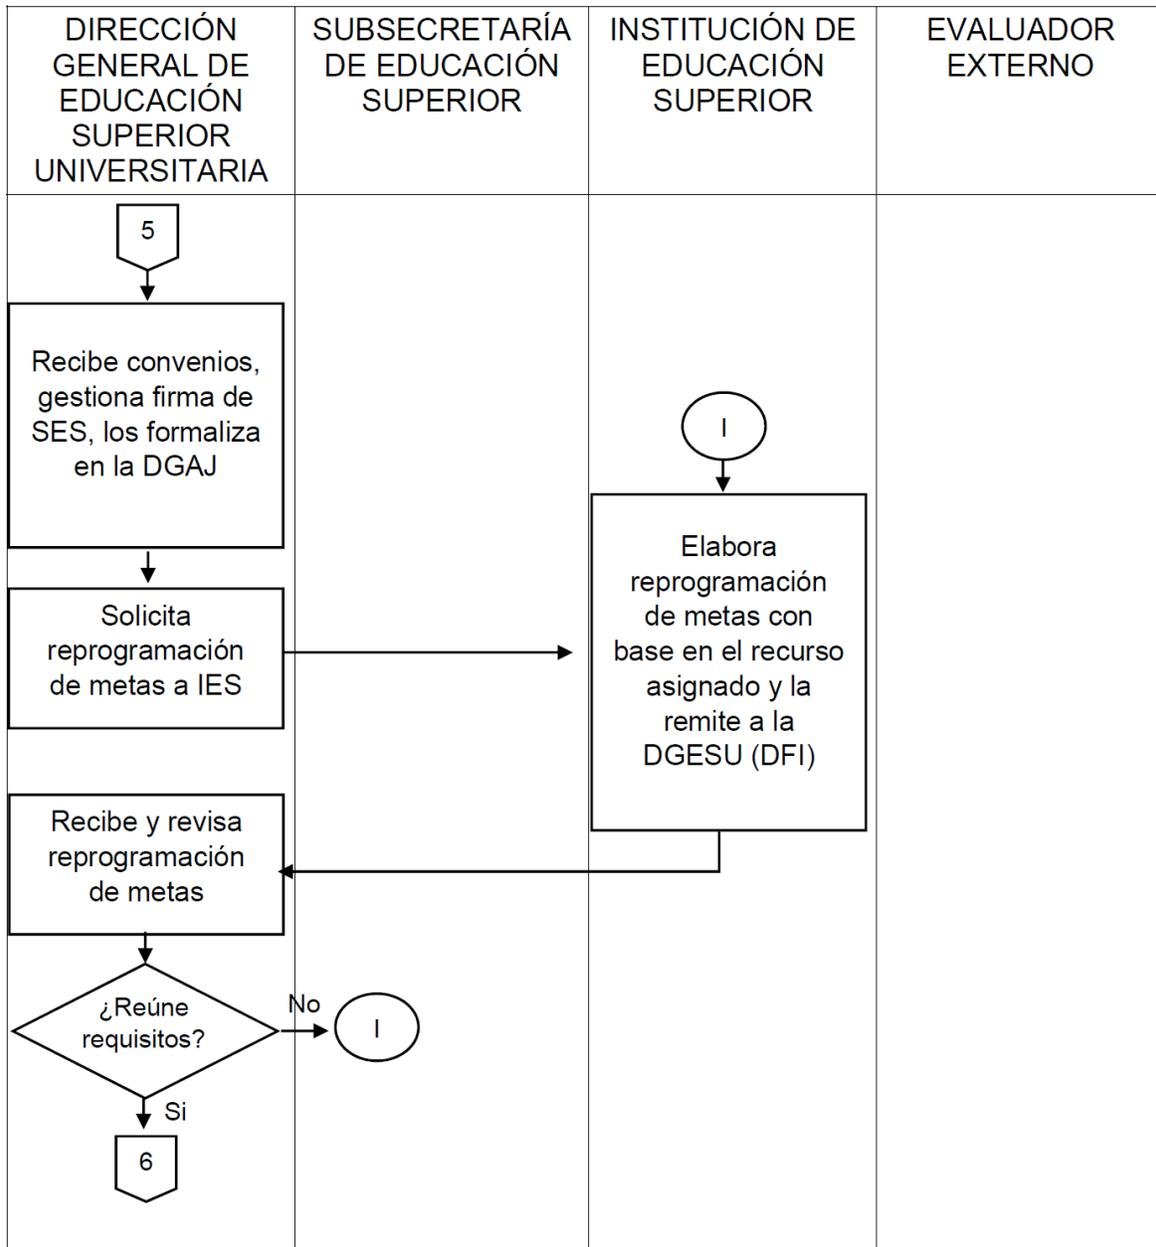 DIRECCIÓN
GENERAL DE
EDUCACIÓN
SUPERIOR
UNIVERSITARIA
SUBSECRETARÍA
DE EDUCACIÓN
SUPERIOR
INSTITUCIÓN DE
EDUCACIÓN
SUPERIOR
EVALUADOR
EXTERNO
5
Recibe convenios,
gestiona firma de
SES, los formaliza
en la DGAJ
I
Elabora
reprogramación
de metas con
base en el recurso
asignado y la
remite a la
DGESU (DFI)
Solicita
reprogramación
de metas a IES
Recibe y revisa
reprogramación
de metas
¿Reúne
requisitos?
No
I
Si
6